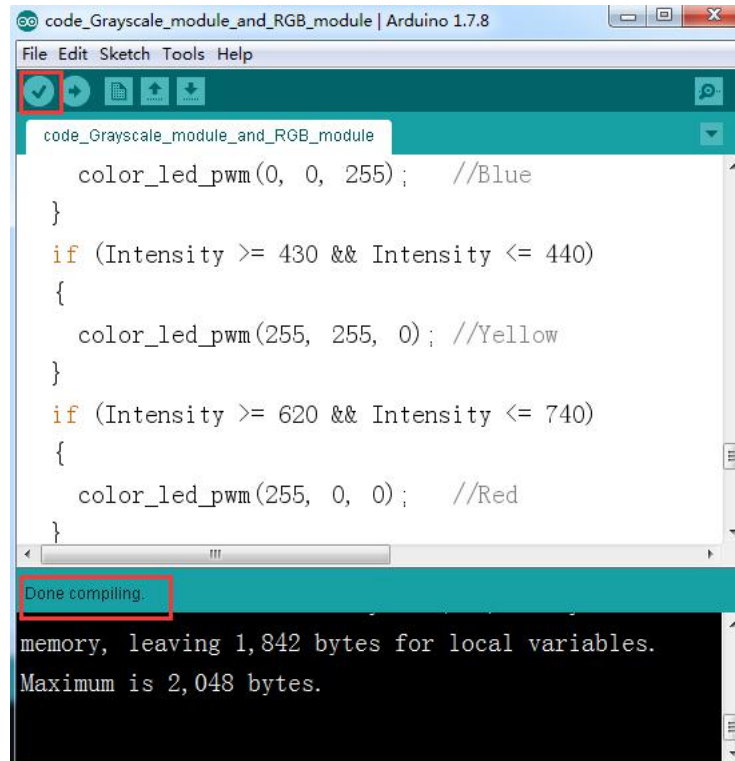 code_Grayscale_module_and_RGB_module | Arduino 1.7.8
File Edit Sketch Tools Help
code_Grayscale_module_and_RGB_module
color_led_pwm(0, 0, 255);   //Blue
}
if (Intensity >= 430 && Intensity <= 440)
{
color_led_pwm(255, 255, 0); //Yellow
}
if (Intensity >= 620 && Intensity <= 740)
{
color_led_pwm(255, 0, 0);   //Red
}
Done compiling.
memory, leaving 1,842 bytes for local variables.
Maximum is 2,048 bytes.